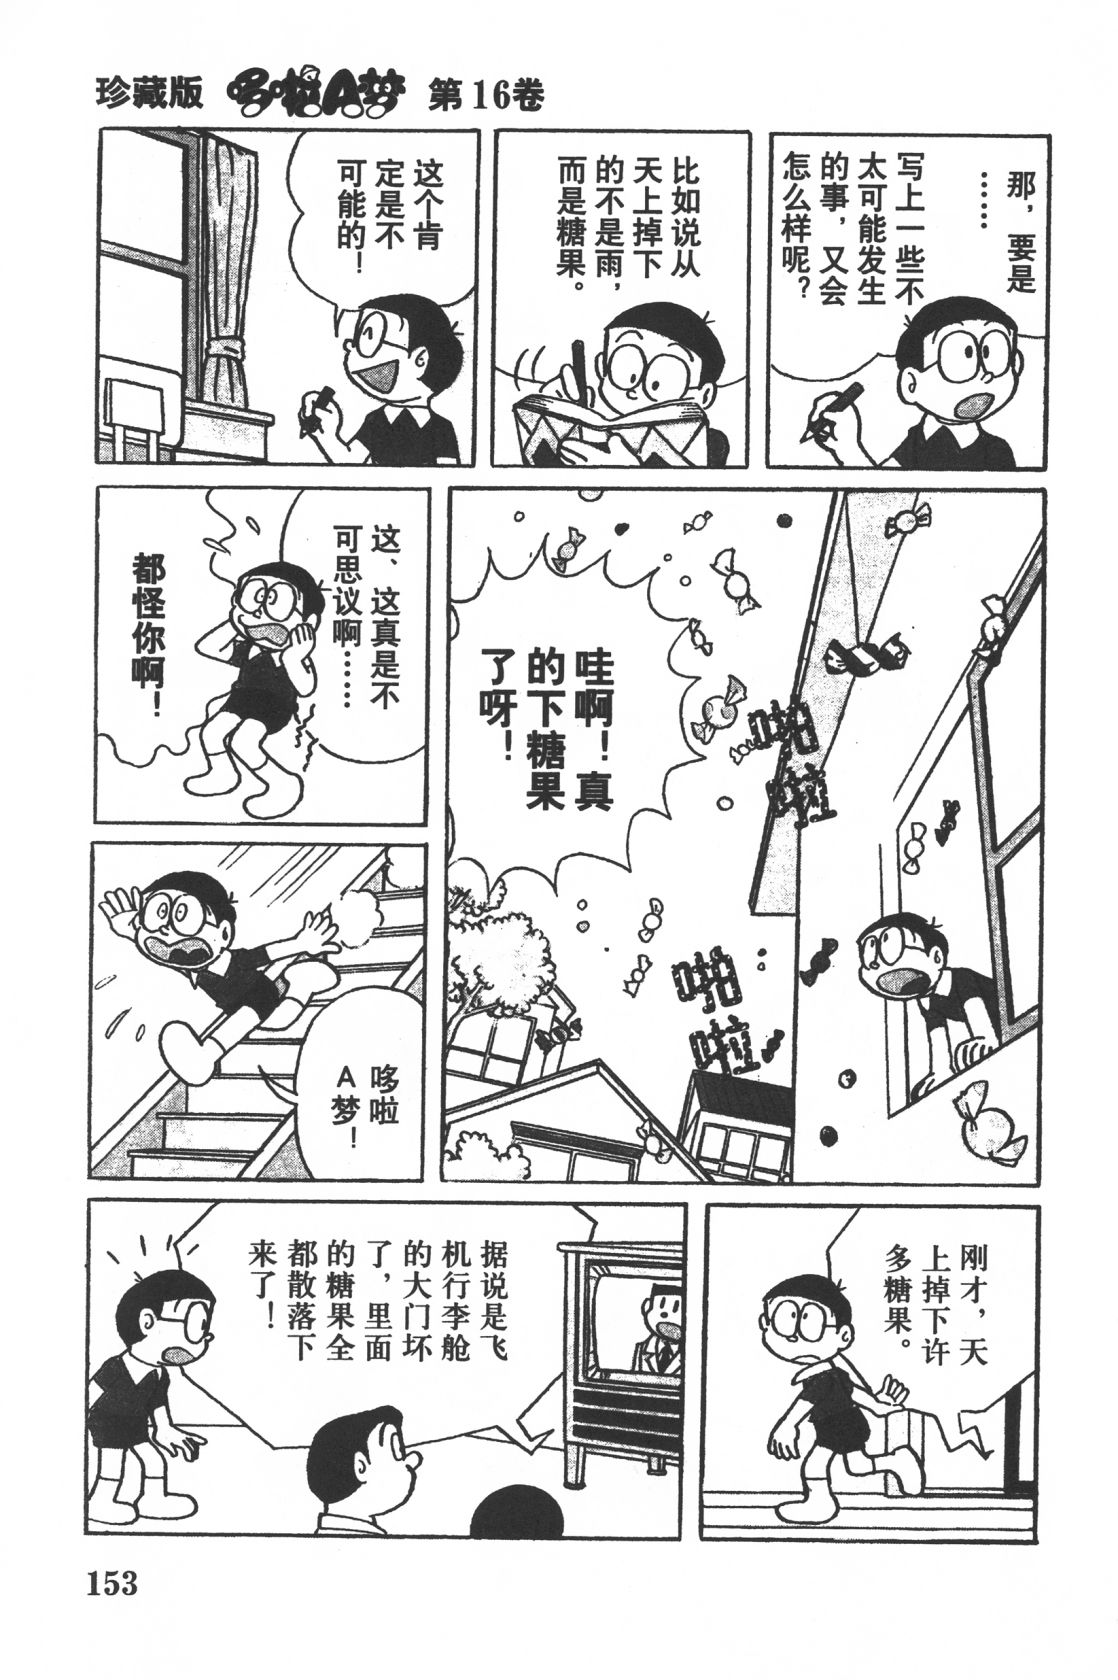 珍藏版 哆啦A梦 第16卷
那，要是
……
写上一些不
太可能发生
的事，又会
怎么样呢？
比如说从
天上掉下
的不是雨，
而是糖果。
这个肯
定是不
可能的！
哇啊！真
的下糖果
了呀！
啪
啦
啪
啦
这、这真是不
可思议啊……
都怪你啊！
哆啦
A梦！
刚才，天
上掉下许
多糖果。
据说是飞
机行李舱
的大门坏
了，里面
的糖果全
都散落下
来了！
153